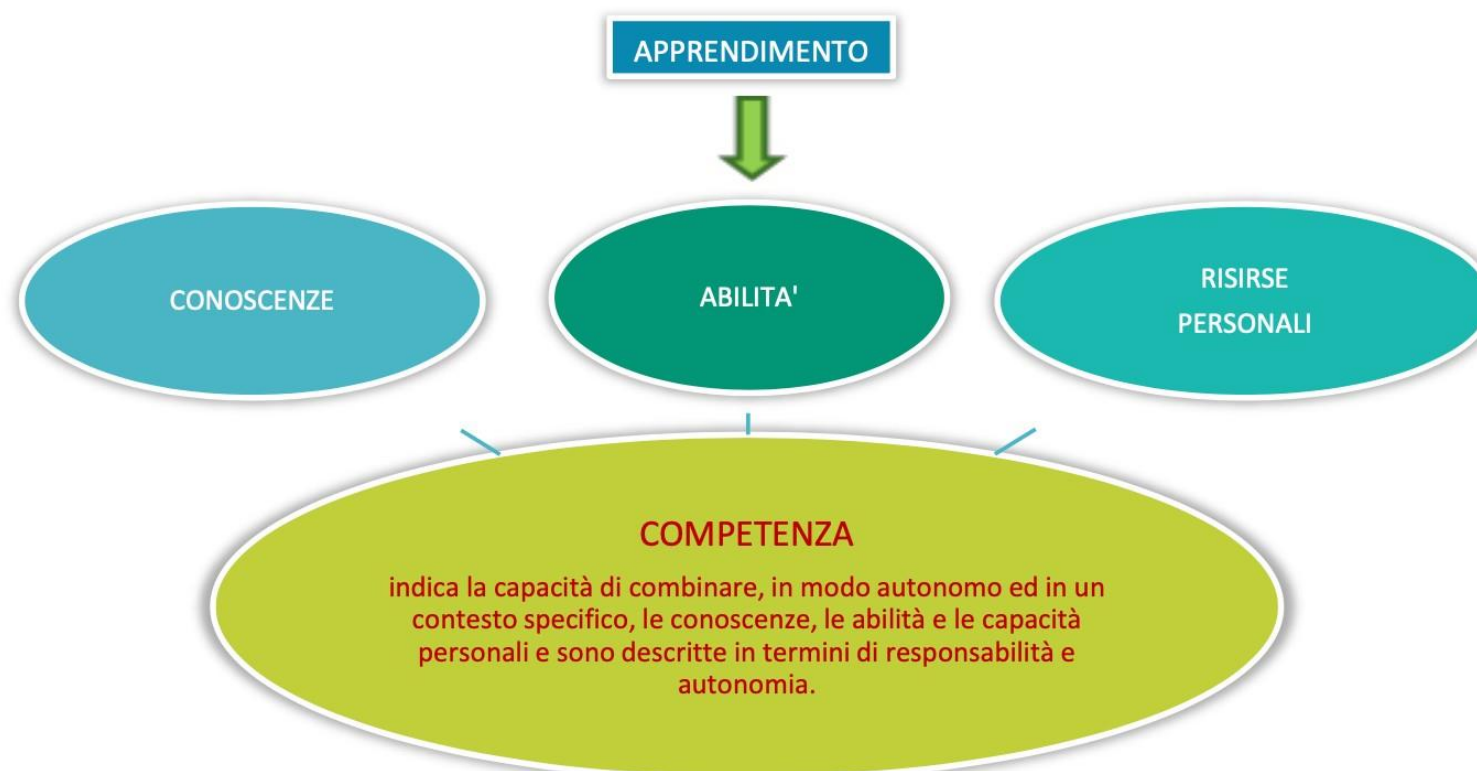 APPRENDIMENTO
CONOSCENZE
ABILITA'
RISIRSE
PERSONALI
COMPETENZA
indica la capacità di combinare, in modo autonomo ed in un
contesto specifico, le conoscenze, le abilità e le capacità
personali e sono descritte in termini di responsabilità e
autonomia.